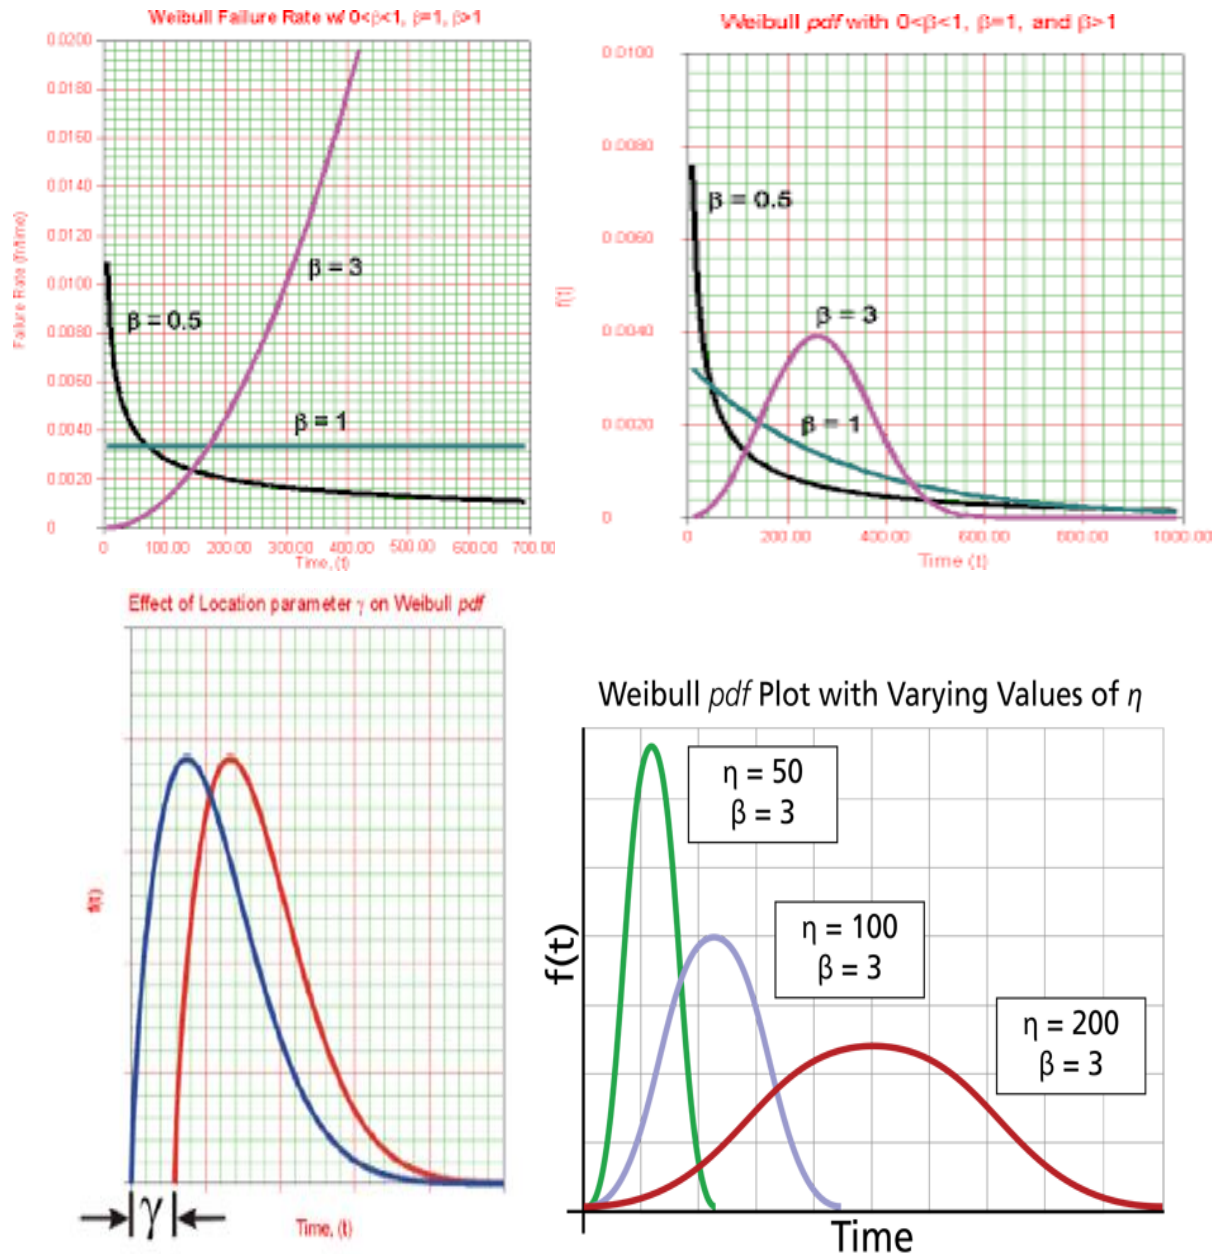 Weibull Failure Rate w/ 0<β<1, β=1, β>1
0.0200
0.0180
0.0160
0.0140
0.0120
0.0100
0.0080
0.0060
0.0040
0.0020
0
Failure Rate (fr/time)
β = 0.5
β = 3
β = 1
0 100.00 200.00 300.00 400.00 500.00 600.00 700.00
Time, (t)
Weibull pdf with 0<β<1, β=1, and β>1
0.0100
0.0080
0.0060
0.0040
0.0020
0
f(t)
β = 0.5
β = 3
β = 1
0 200.00 400.00 600.00 800.00 1000.00
Time (t)
Effect of Location parameter γ on Weibull pdf
f(t)
γ
Time, (t)
Weibull pdf Plot with Varying Values of η
η = 50
β = 3
η = 100
β = 3
η = 200
β = 3
f(t)
Time